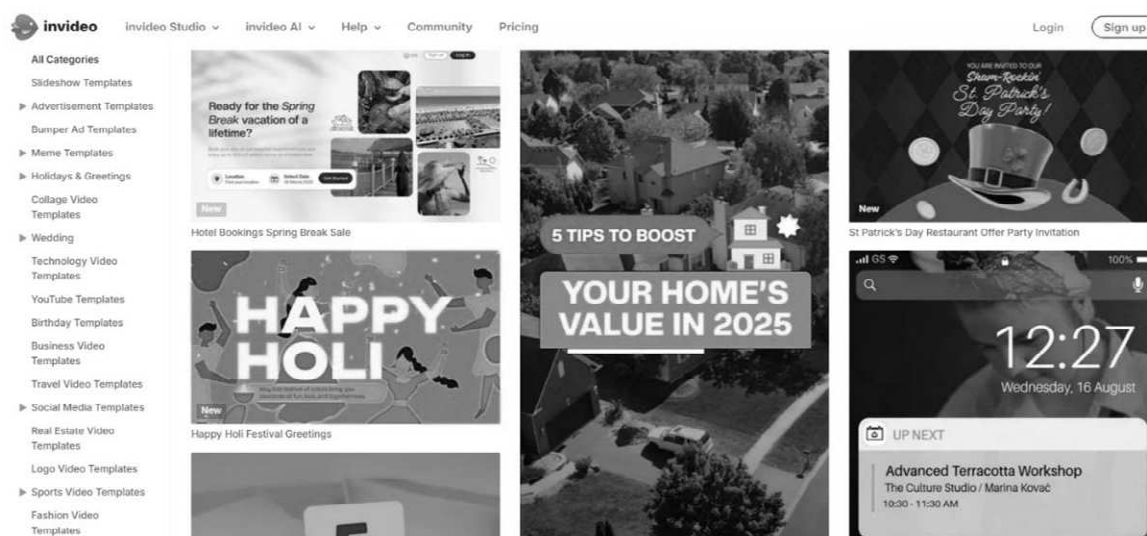 invideo
invideo Studio
invideo AI
Help
Community
Pricing
Login
Sign up
All Categories
Slideshow Templates
Advertisement Templates
Bumper Ad Templates
Meme Templates
Holidays & Greetings
Collage Video
Templates
Wedding
Technology Video
Templates
YouTube Templates
Birthday Templates
Business Video
Templates
Travel Video Templates
Social Media Templates
Real Estate Video
Templates
Logo Video Templates
Sports Video Templates
Fashion Video
Templates
Ready for the Spring
Break vacation of a
lifetime?
Location
Select Date
New
Hotel Bookings Spring Break Sale
HAPPY
HOLI
New
Happy Holi Festival Greetings
5 TIPS TO BOOST
YOUR HOME'S
VALUE IN 2025
YOU ARE INVITED TO OUR
Sham-Rockin'
St. Patrick's
Day Party!
New
St Patrick's Day Restaurant Offer Party Invitation
GS
100%
12:27
Wednesday, 16 August
UP NEXT
Advanced Terracotta Workshop
The Culture Studio / Marina Kovač
10:30 - 11:30 AM